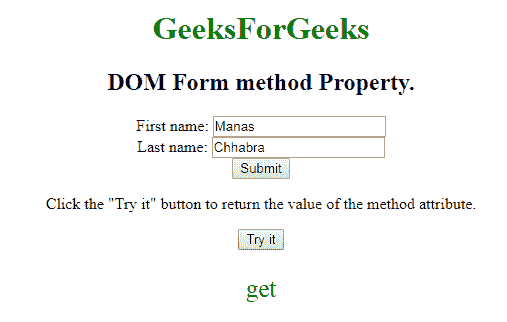 GeeksForGeeks
DOM Form method Property.
First name: Manas
Last name: Chhabra
Submit
Click the "Try it" button to return the value of the method attribute.
Try it
get